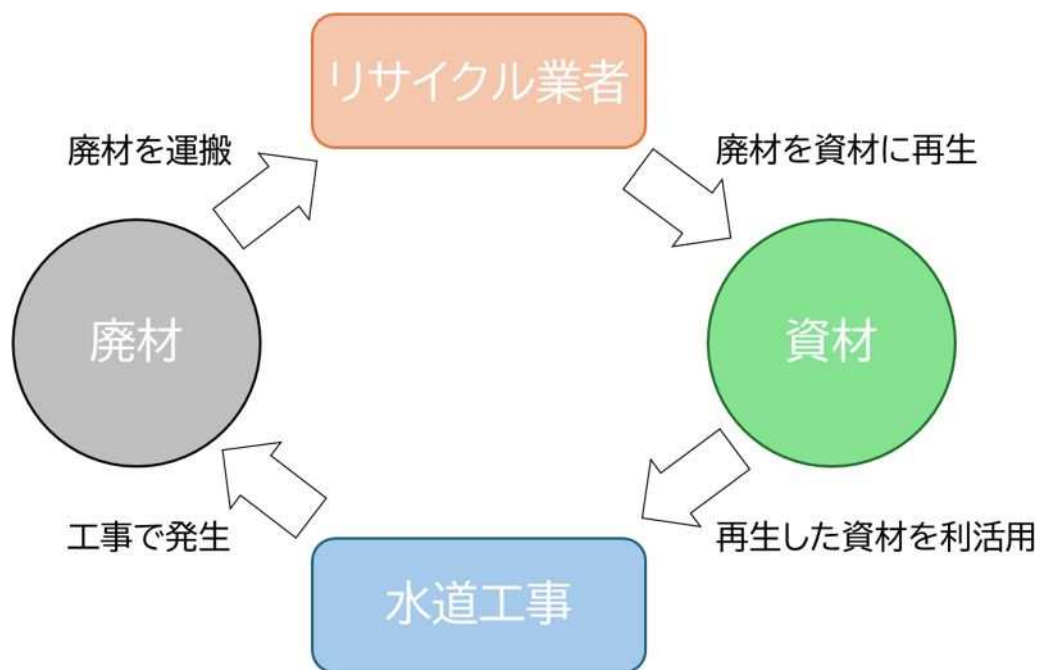 リサイクル業者
廃材を運搬
廃材を資材に再生
廃材
資材
工事で発生
再生した資材を利活用
水道工事